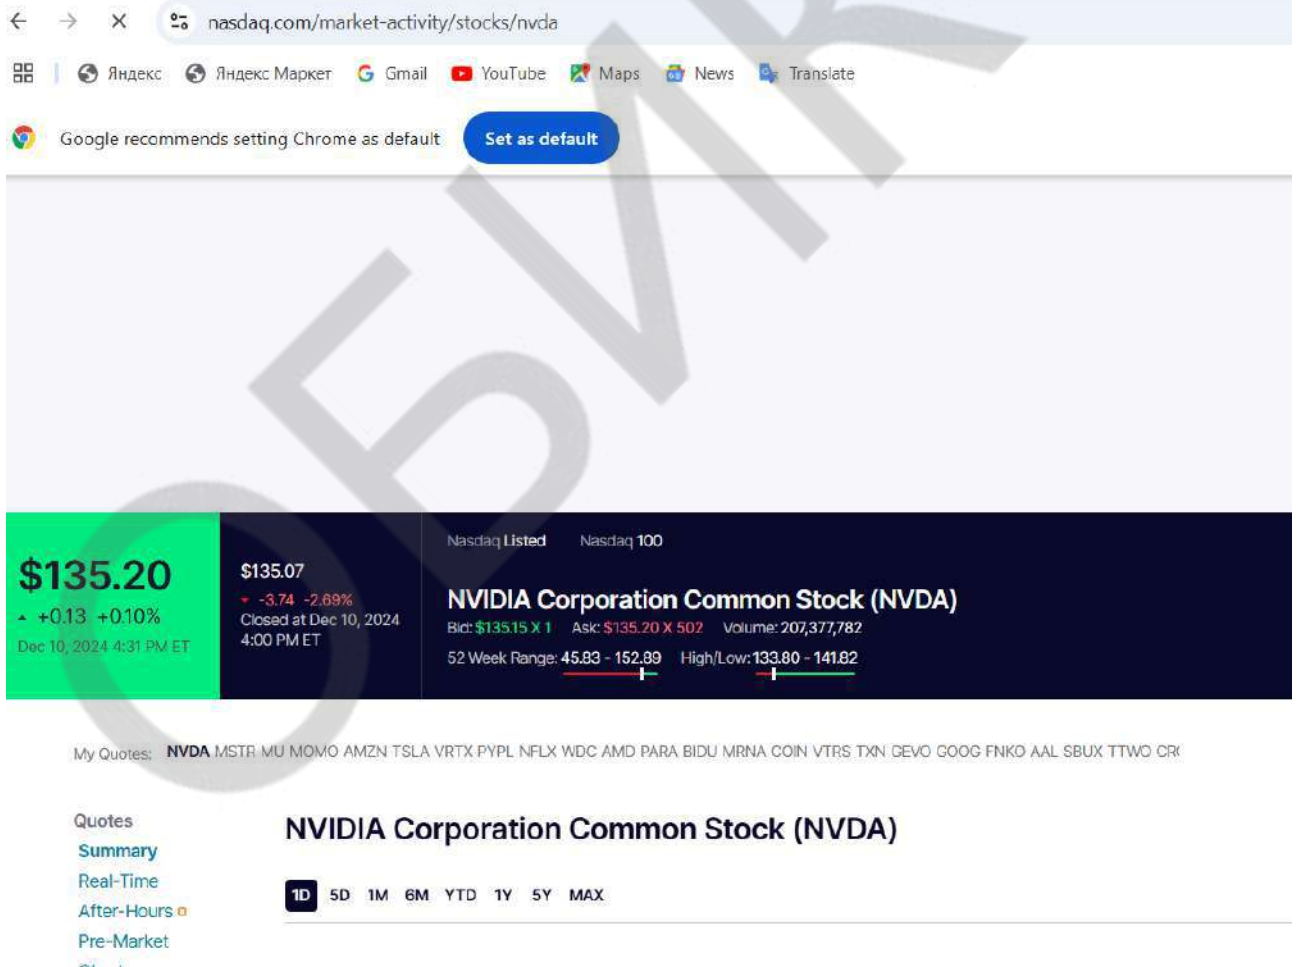 nasdaq.com/market-activity/stocks/nvda
Яндекс Яндекс Маркет Gmail YouTube Maps News Translate
Google recommends setting Chrome as default Set as default
ОБИК
Nasdaq Listed Nasdaq 100
$135.20
+0.13 +0.10%
Dec 10, 2024 4:31 PM ET
$135.07
-3.74 -2.69%
Closed at Dec 10, 2024
4:00 PM ET
NVIDIA Corporation Common Stock (NVDA)
Bid: $135.15 X 1 Ask: $135.20 X 502 Volume: 207,377,782
52 Week Range: 45.83 - 152.89 High/Low: 133.80 - 141.82
My Quotes: NVDA MSTR MU MOMO AMZN TSLA VRTX PYPL NFLX WDC AMD PARA BIDU MRNA COIN VTRS TXN GEVO GOOG FNKO AAL SBUX TTWO
Quotes
Summary
Real-Time
After-Hours
Pre-Market
NVIDIA Corporation Common Stock (NVDA)
1D 5D 1M 6M YTD 1Y 5Y MAX